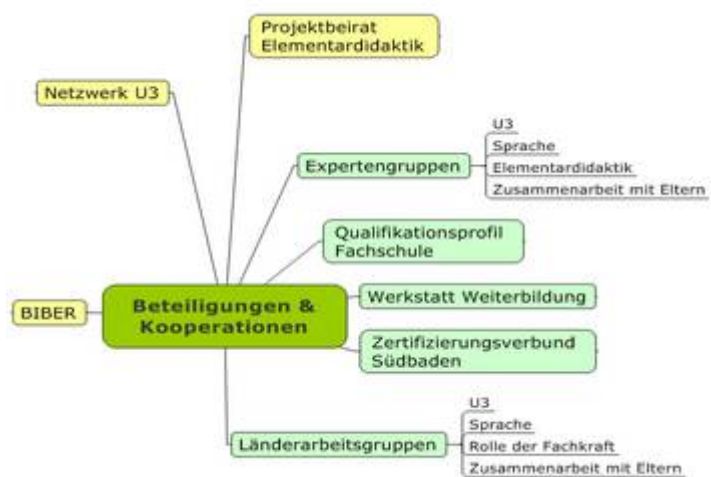 Projektbeirat
Elementardidaktik
Netzwerk U3
U3
Sprache
Expertengruppen
Elementardidaktik
Zusammenarbeit mit Eltern
Qualifikationsprofil
Fachschule
Werkstatt Weiterbildung
BIBER
Beteiligungen &
Kooperationen
Zertifizierungsverbund
Südbaden
U3
Sprache
Länderarbeitsgruppen
Rolle der Fachkraft
Zusammenarbeit mit Eltern